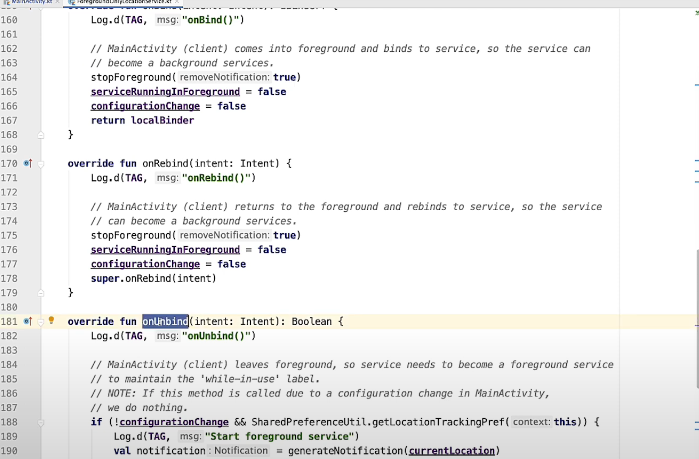 MainActivity.kt ForegroundOnlyLocationService.kt
160 Log.d(TAG, msg: "onBind()")
161
162 // MainActivity (client) comes into foreground and binds to service, so the service can
163 // become a background services.
164 stopForeground( removeNotification: true)
165 serviceRunningInForeground = false
166 configurationChange = false
167 return localBinder
168 }
169
170 override fun onRebind(intent: Intent) {
171 Log.d(TAG, msg: "onRebind()")
172
173 // MainActivity (client) returns to the foreground and rebinds to service, so the service
174 // can become a background services.
175 stopForeground( removeNotification: true)
176 serviceRunningInForeground = false
177 configurationChange = false
178 super.onRebind(intent)
179 }
180
181 override fun onUnbind(intent: Intent): Boolean {
182 Log.d(TAG, msg: "onUnbind()")
183
184 // MainActivity (client) leaves foreground, so service needs to become a foreground service
185 // to maintain the 'while-in-use' label.
186 // NOTE: If this method is called due to a configuration change in MainActivity,
187 // we do nothing.
188 if (!configurationChange && SharedPreferenceUtil.getLocationTrackingPref( context: this)) {
189 Log.d(TAG, msg: "Start foreground service")
190 val notification : Notification = generateNotification(currentLocation)